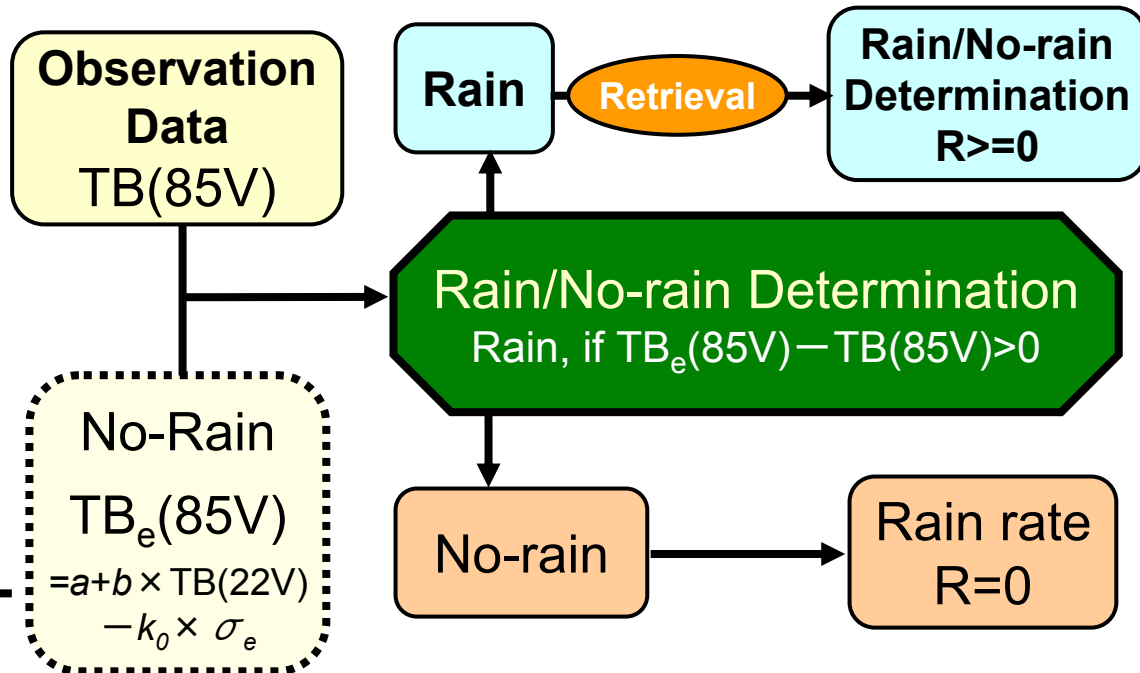 Observation
Data
TB(85V)
Rain
Retrieval
Rain/No-rain
Determination
R>=0
Rain/No-rain Determination
Rain, if TBₑ(85V)－TB(85V)>0
No-Rain
TBₑ(85V)
=a+b × TB(22V)
－k₀ × σₑ
No-rain
Rain rate
R=0